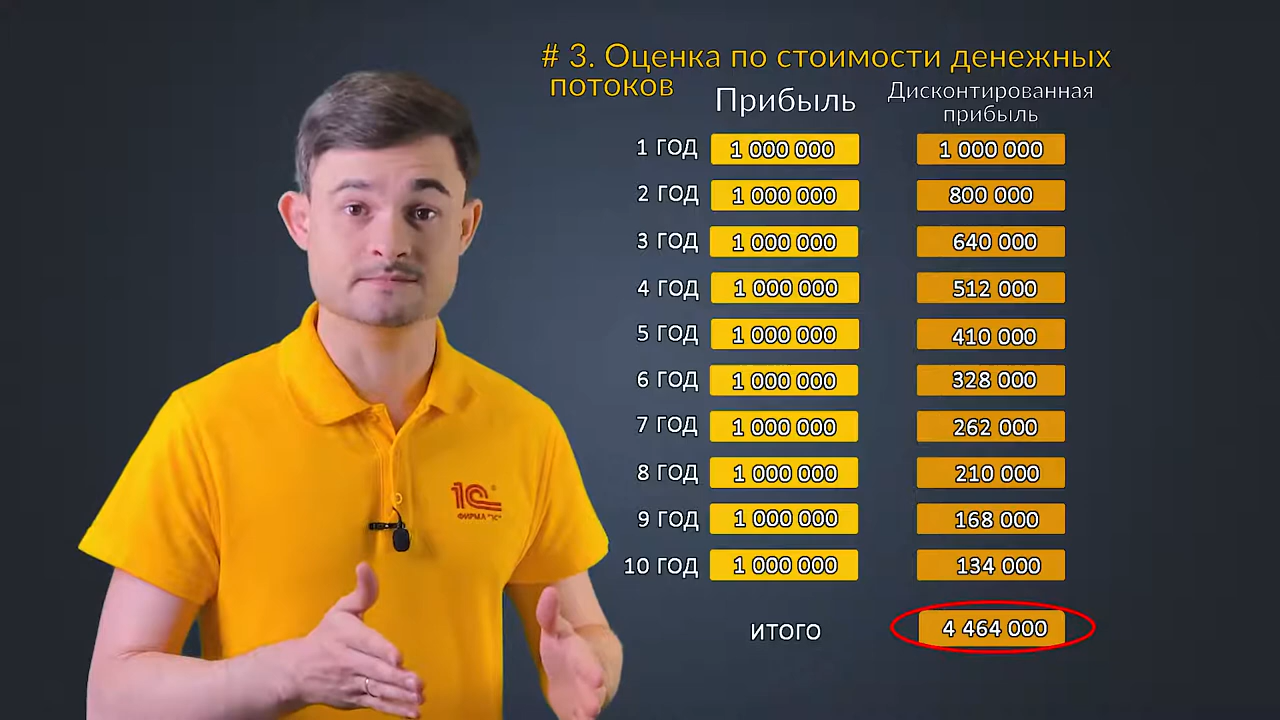 # 3. Оценка по стоимости денежных
потоков
Прибыль
Дисконтированная
прибыль
1 ГОД 1 000 000 1 000 000
2 ГОД 1 000 000 800 000
3 ГОД 1 000 000 640 000
4 ГОД 1 000 000 512 000
5 ГОД 1 000 000 410 000
6 ГОД 1 000 000 328 000
7 ГОД 1 000 000 262 000
8 ГОД 1 000 000 210 000
9 ГОД 1 000 000 168 000
10 ГОД 1 000 000 134 000
ИТОГО 4 464 000
1С®
ФИРМА "1С"